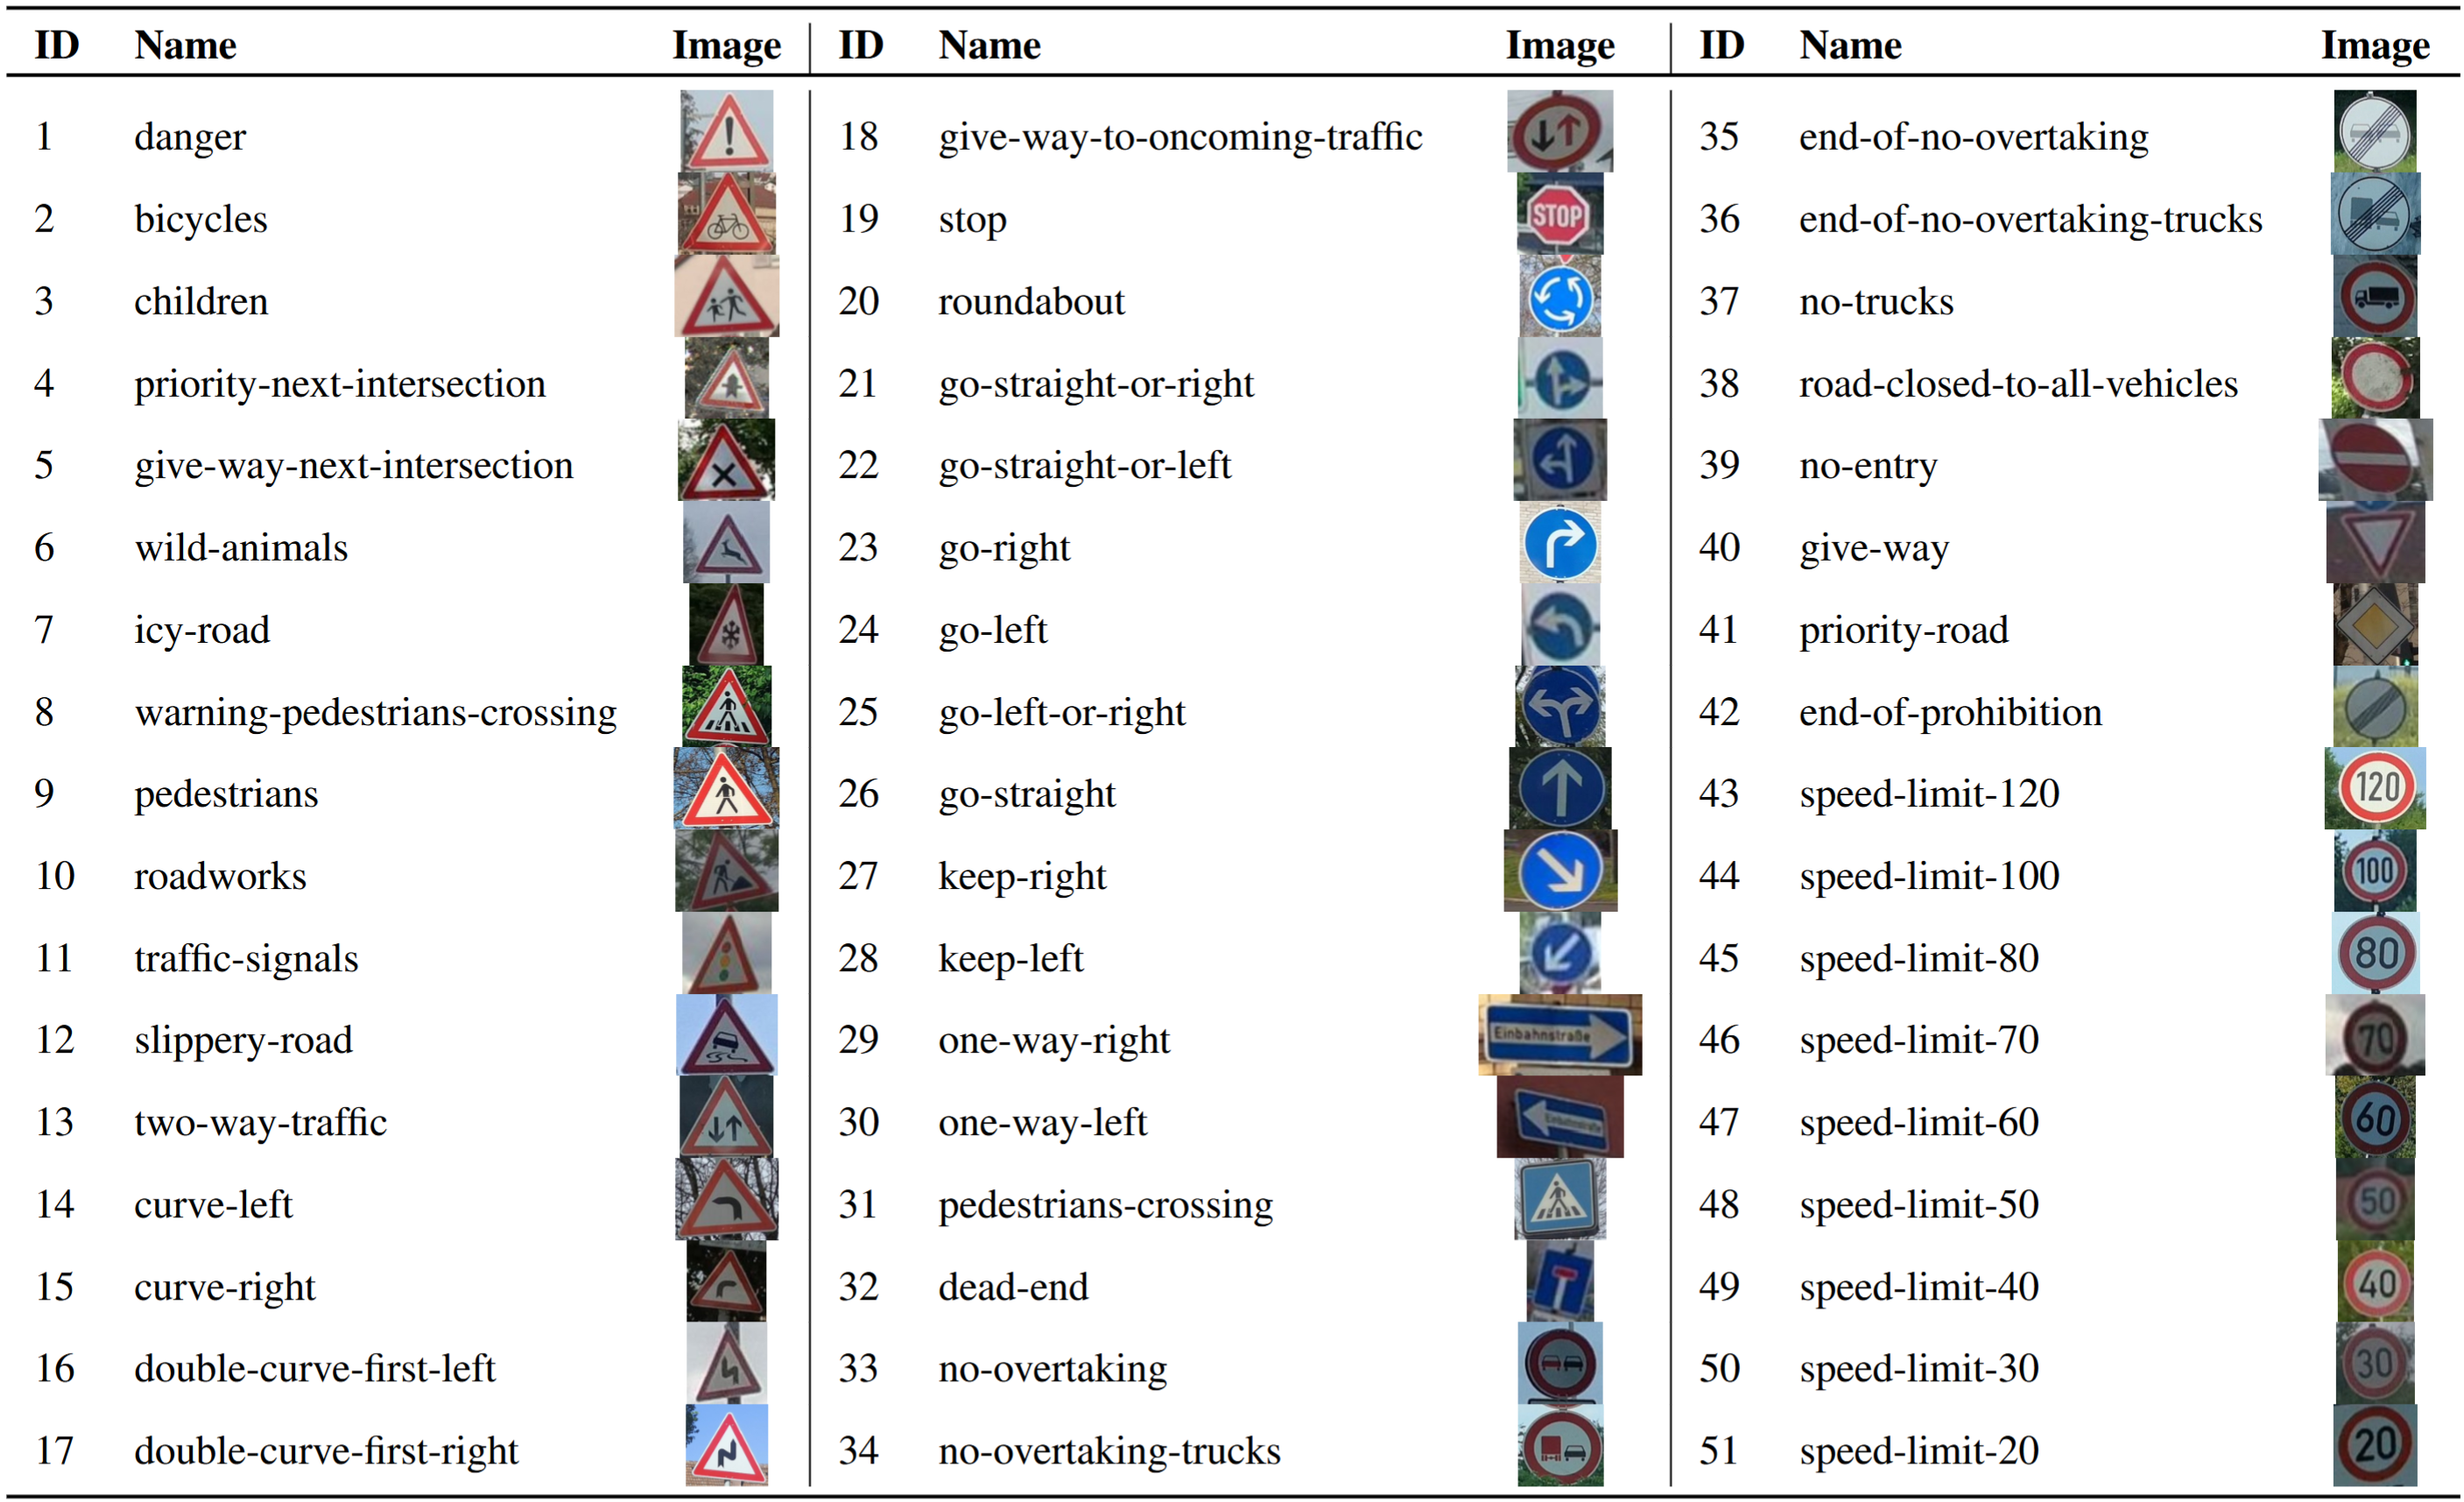 ID Name Image ID Name Image ID Name Image
1 danger 18 give-way-to-oncoming-traffic 35 end-of-no-overtaking
2 bicycles 19 stop STOP 36 end-of-no-overtaking-trucks
3 children 20 roundabout 37 no-trucks
4 priority-next-intersection 21 go-straight-or-right 38 road-closed-to-all-vehicles
5 give-way-next-intersection 22 go-straight-or-left 39 no-entry
6 wild-animals 23 go-right 40 give-way
7 icy-road 24 go-left 41 priority-road
8 warning-pedestrians-crossing 25 go-left-or-right 42 end-of-prohibition
9 pedestrians 26 go-straight 43 speed-limit-120 120
10 roadworks 27 keep-right 44 speed-limit-100 100
11 traffic-signals 28 keep-left 45 speed-limit-80 80
12 slippery-road 29 one-way-right Einbahnstraße 46 speed-limit-70 70
13 two-way-traffic 30 one-way-left 47 speed-limit-60 60
14 curve-left 31 pedestrians-crossing 48 speed-limit-50 50
15 curve-right 32 dead-end 49 speed-limit-40 40
16 double-curve-first-left 33 no-overtaking 50 speed-limit-30 30
17 double-curve-first-right 34 no-overtaking-trucks 51 speed-limit-20 20